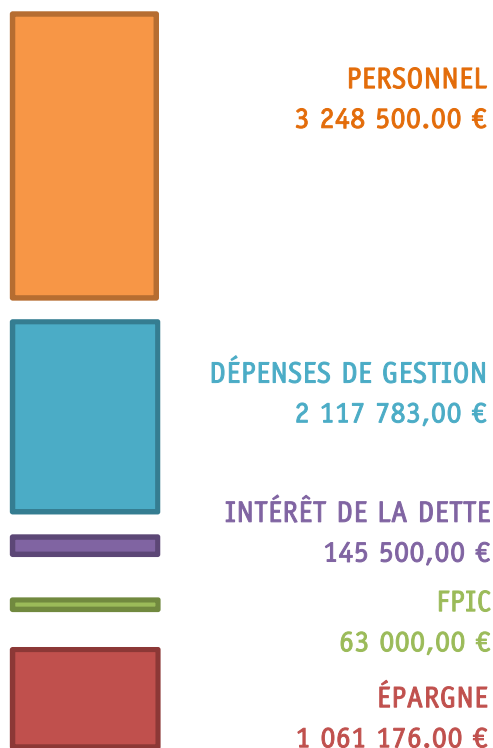 PERSONNEL
3 248 500.00 €
DÉPENSES DE GESTION
2 117 783,00 €
INTÉRÊT DE LA DETTE
145 500,00 €
FPIC
63 000,00 €
ÉPARGNE
1 061 176.00 €